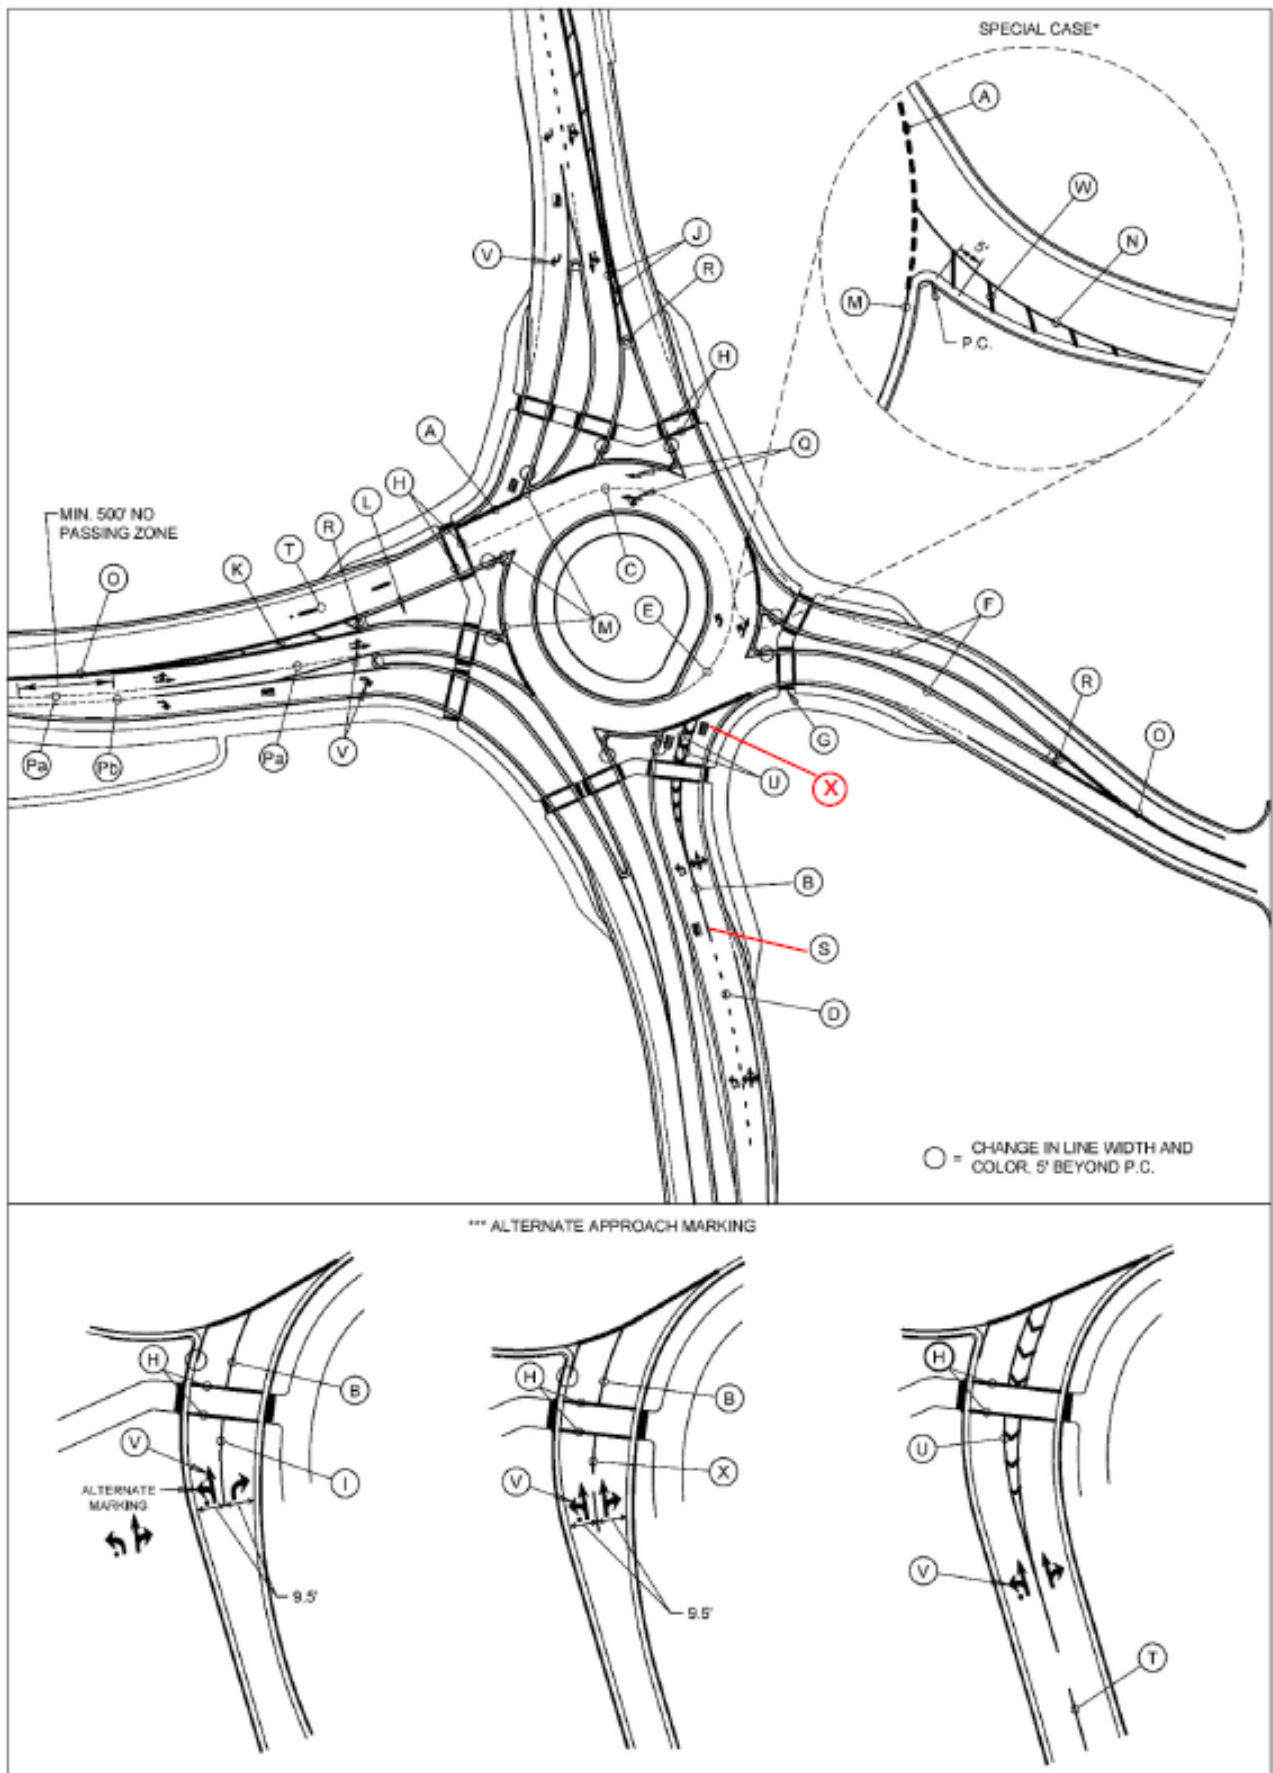 SPECIAL CASE*
A
W
5'
N
M
P.C.
J
V
R
H
A
Q
H
L
MIN. 500' NO
PASSING ZONE
R
T
O
K
C
E
M
F
R
O
G
Pa
Pb
Pa
V
U
X
B
S
D
= CHANGE IN LINE WIDTH AND
COLOR, 5' BEYOND P.C.
*** ALTERNATE APPROACH MARKING
H
B
V
I
ALTERNATE
MARKING
9.5'
H
B
X
V
9.5'
H
U
V
T